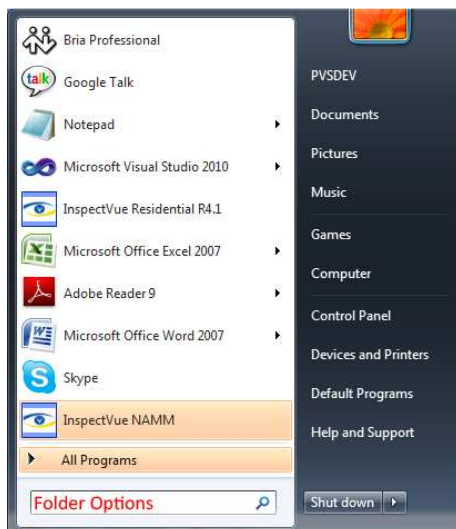 Bria Professional
talk
Google Talk
Notepad
Microsoft Visual Studio 2010
InspectVue Residential R4.1
Microsoft Office Excel 2007
Adobe Reader 9
Microsoft Office Word 2007
Skype
InspectVue NAMM
All Programs
Folder Options
PVSDEV
Documents
Pictures
Music
Games
Computer
Control Panel
Devices and Printers
Default Programs
Help and Support
Shut down